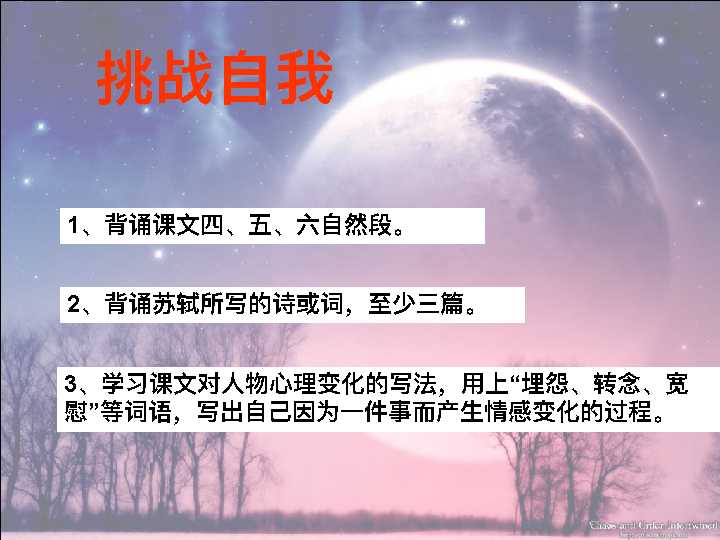 挑战自我
1、背诵课文四、五、六自然段。
2、背诵苏轼所写的诗或词，至少三篇。
3、学习课文对人物心理变化的写法，用上“埋怨、转念、宽
慰”等词语，写出自己因为一件事而产生情感变化的过程。
Chaos and Order Intertwined